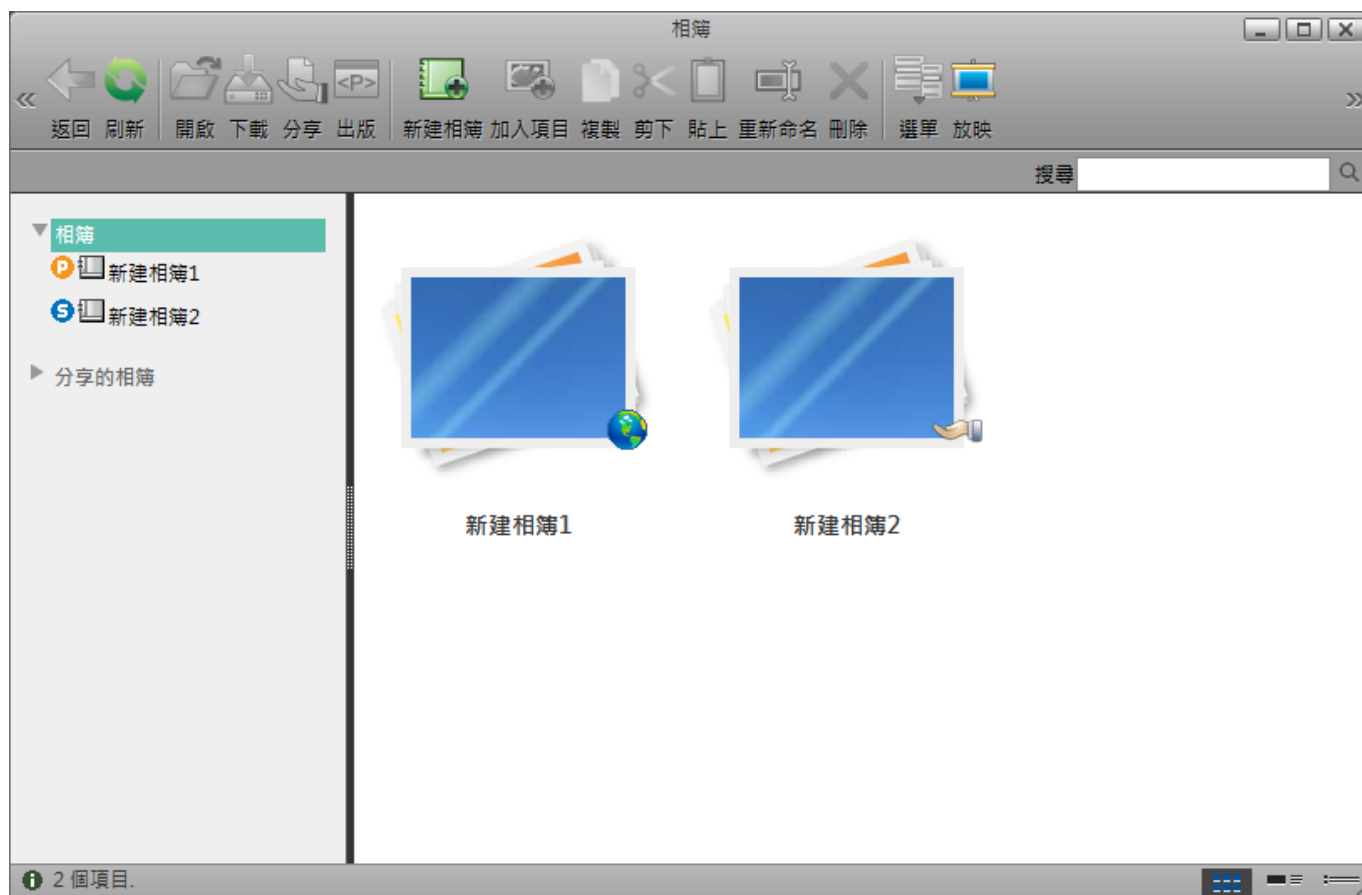 相簿
返回 刷新 開啟 下載 分享 出版 新建相簿 加入項目 複製 剪下 貼上 重新命名 刪除 選單 放映
<P>
搜尋
相簿
P 新建相簿1
S 新建相簿2
分享的相簿
新建相簿1 新建相簿2
2 個項目.